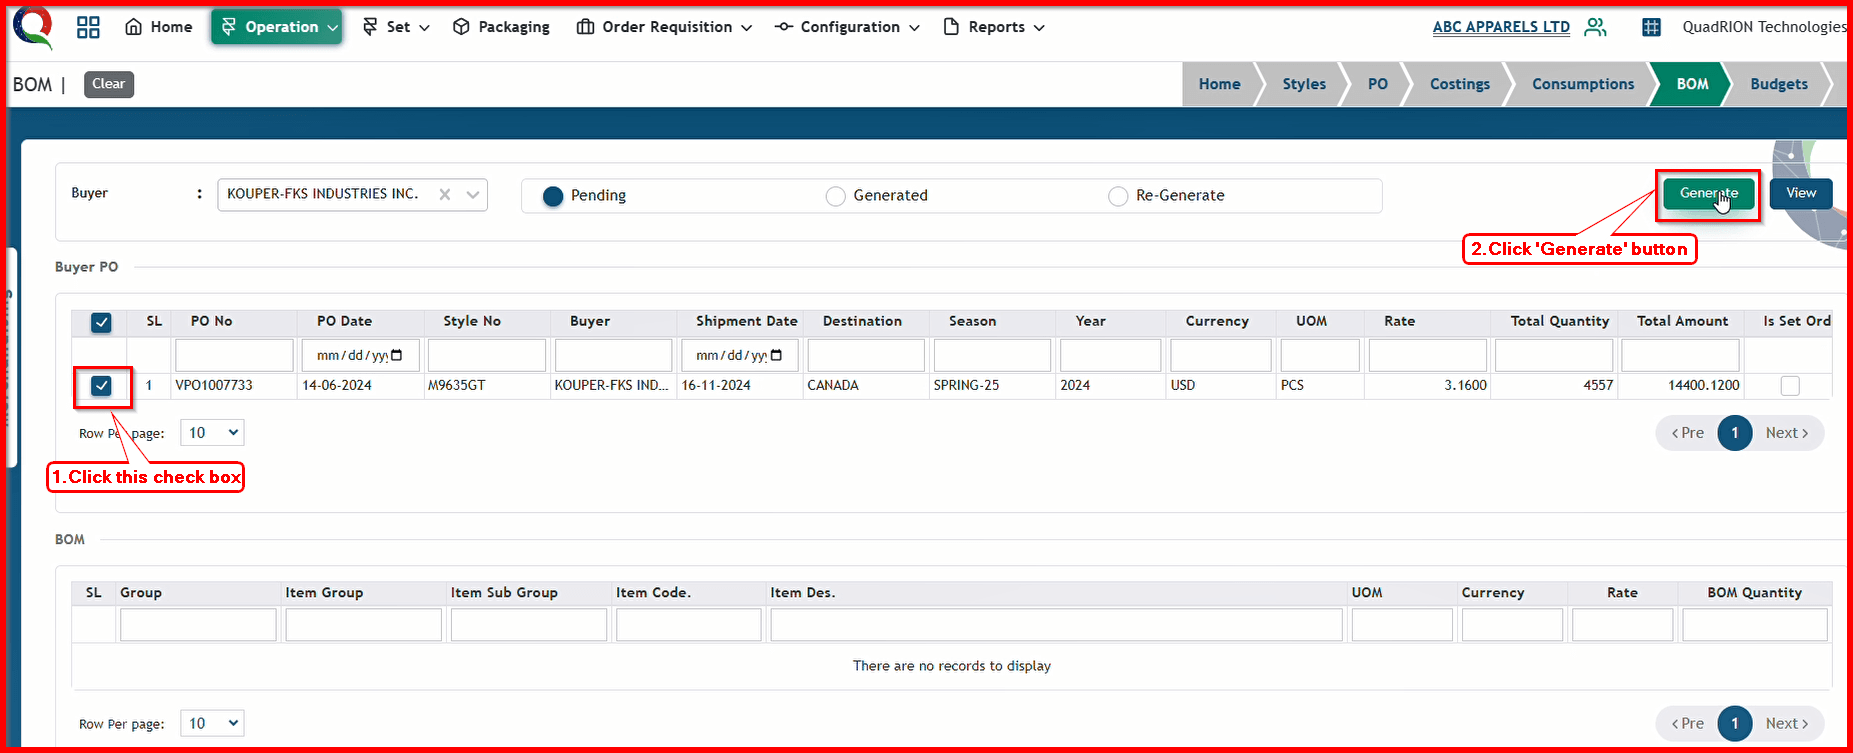 Home Operation Set Packaging Order Requisition Configuration Reports ABC APPARELS LTD QuadRION Technologies
BOM | Clear Home Styles PO Costings Consumptions BOM Budgets
Buyer : KOUPER-FKS INDUSTRIES INC. Pending Generated Re-Generate Generate View
2.Click 'Generate' button
Buyer PO
SL PO No PO Date Style No Buyer Shipment Date Destination Season Year Currency UOM Rate Total Quantity Total Amount Is Set Ord
mm/dd/yyy mm/dd/yyy
1 VPO1007733 14-06-2024 M9635GT KOUPER-FKS IND... 16-11-2024 CANADA SPRING-25 2024 USD PCS 3.1600 4557 14400.1200
Row Per page: 10 Pre 1 Next
1.Click this check box
BOM
SL Group Item Group Item Sub Group Item Code. Item Des. UOM Currency Rate BOM Quantity
There are no records to display
Row Per page: 10 Pre 1 Next